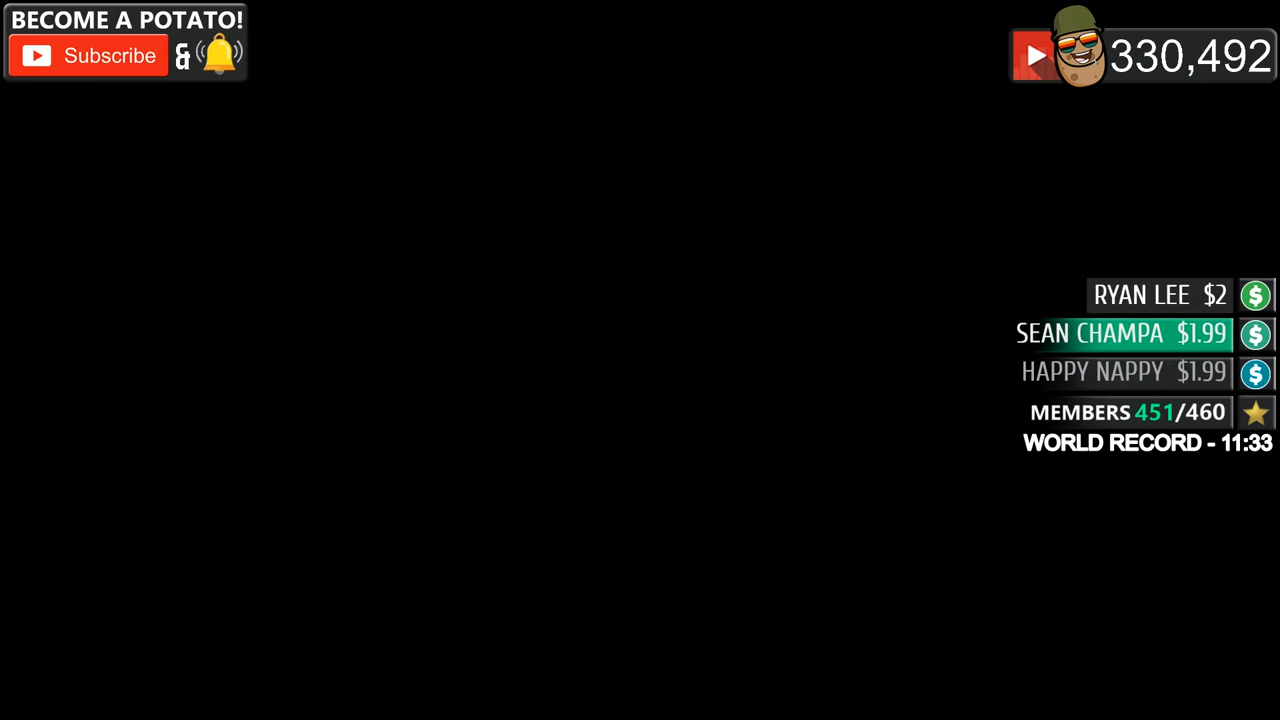 BECOME A POTATO!
Subscribe &
330,492
RYAN LEE $2
SEAN CHAMPA $1.99
HAPPY NAPPY $1.99
MEMBERS 451/460
WORLD RECORD - 11:33